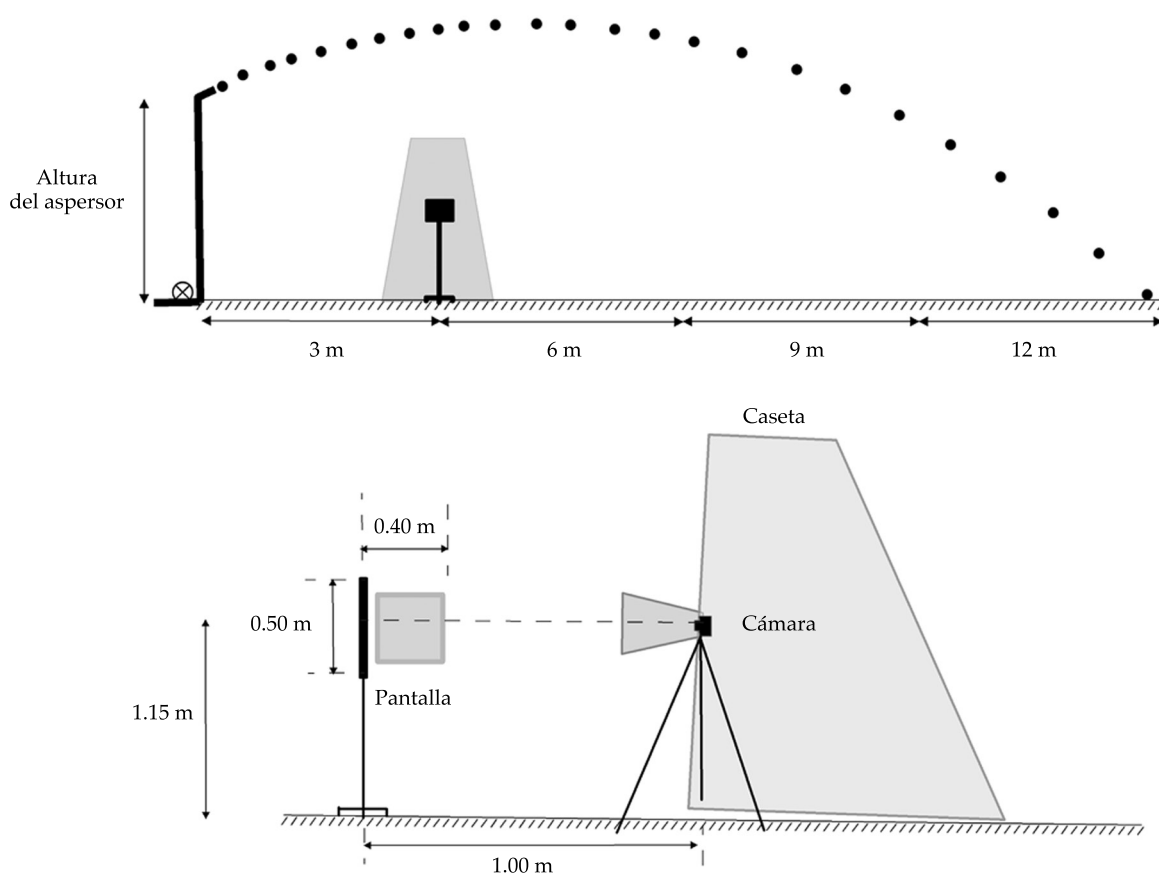 Altura
del aspersor
3 m
6 m
9 m
12 m
Caseta
0.40 m
0.50 m
Cámara
Pantalla
1.15 m
1.00 m